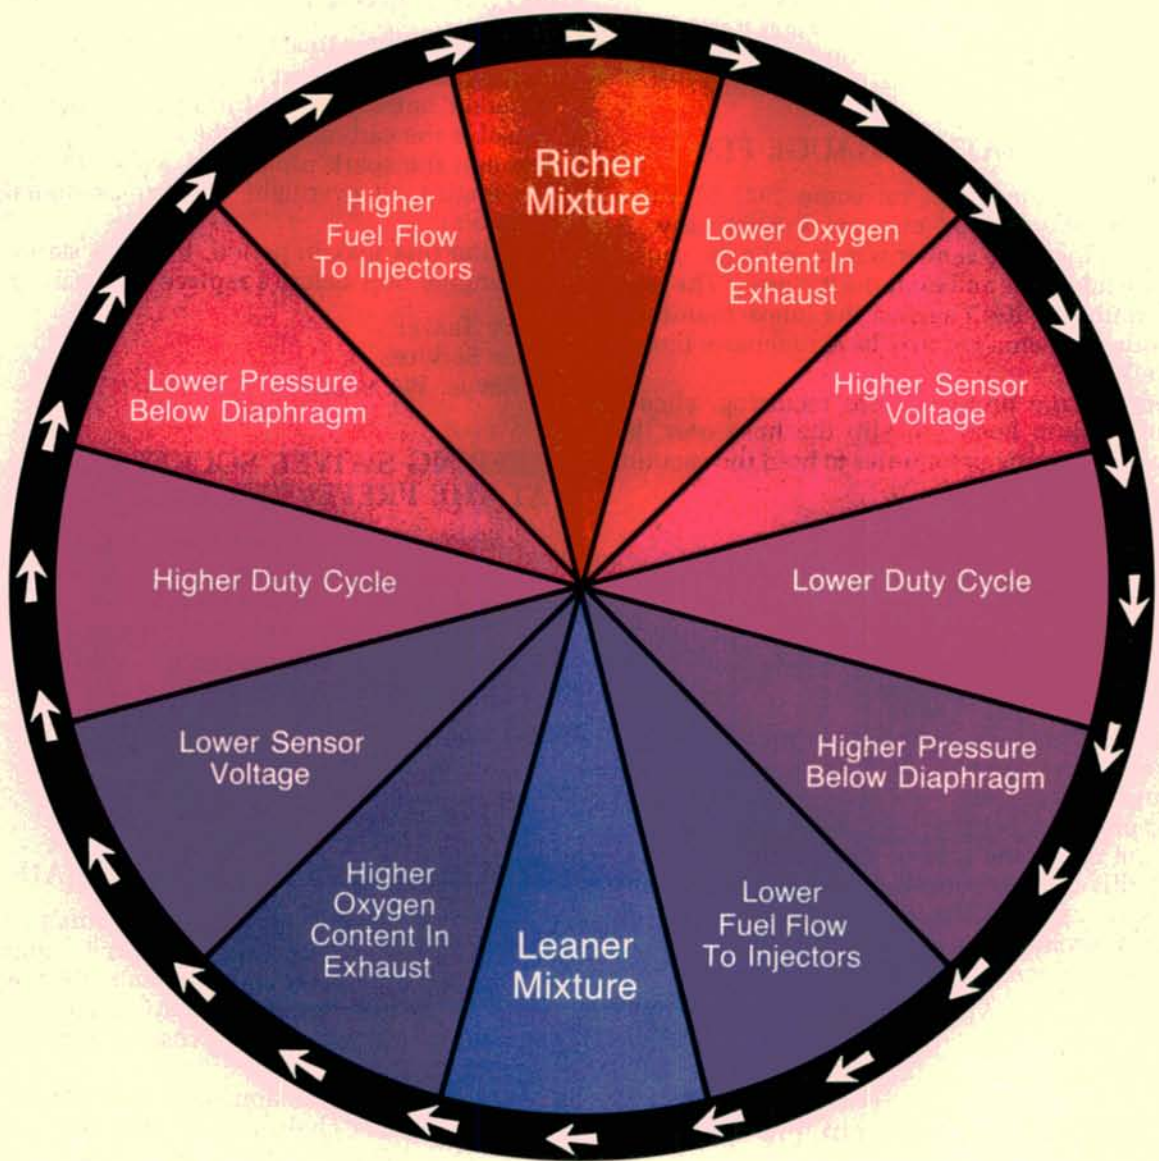 Richer
Mixture
Lower Oxygen
Content In
Exhaust
Higher Sensor
Voltage
Lower Duty Cycle
Higher Pressure
Below Diaphragm
Lower
Fuel Flow
To Injectors
Leaner
Mixture
Higher
Oxygen
Content In
Exhaust
Lower Sensor
Voltage
Higher Duty Cycle
Lower Pressure
Below Diaphragm
Higher
Fuel Flow
To Injectors